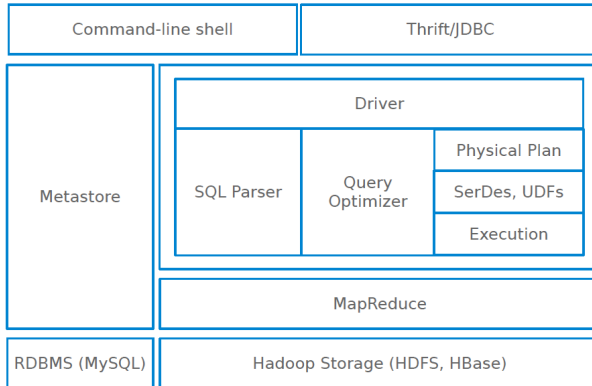 Command-line shell
Thrift/JDBC
Metastore
Driver
SQL Parser
Query
Optimizer
Physical Plan
SerDes, UDFs
Execution
MapReduce
RDBMS (MySQL)
Hadoop Storage (HDFS, HBase)